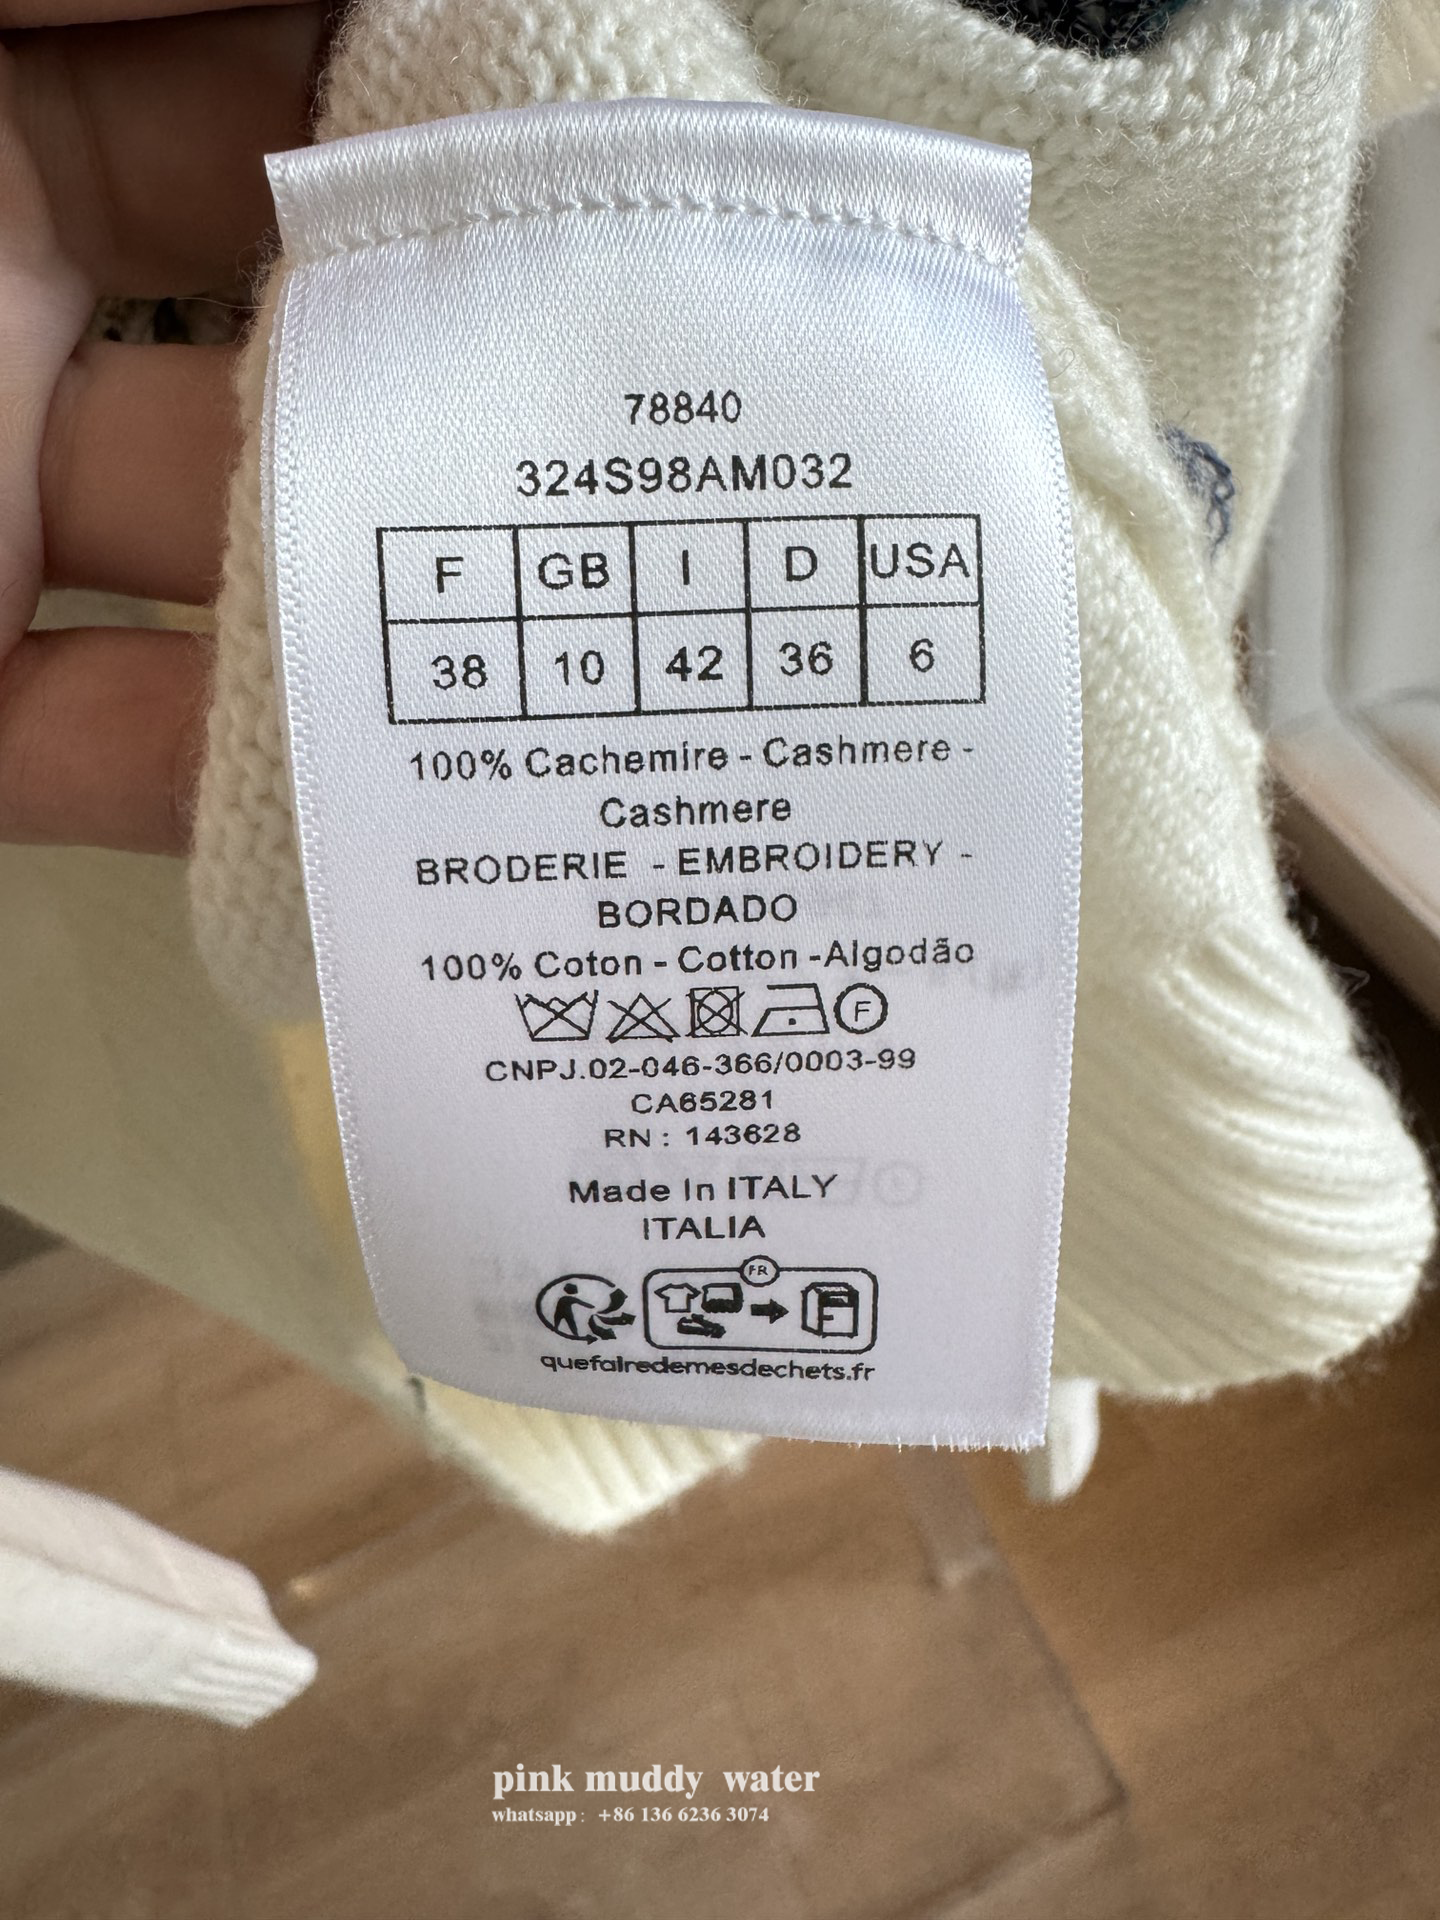 78840
324S98AM032
F GB I D USA
38 10 42 36 6
100% Cachemire - Cashmere -
Cashmere
BRODERIE - EMBROIDERY -
BORDADO
100% Coton - Cotton -Algodão
F
CNPJ.02-046-366/0003-99
CA65281
RN : 143628
Made In ITALY
ITALIA
FR
quefairedemesdechets.fr
pink muddy water
whatsapp: +86 136 6236 3074